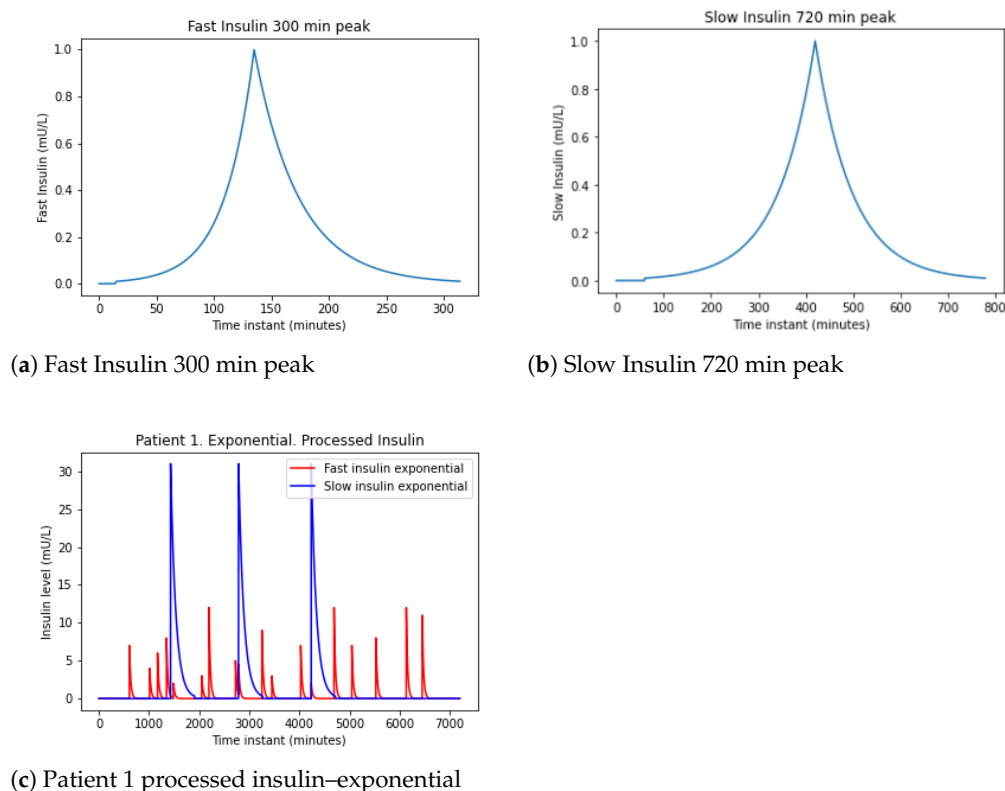 Fast Insulin 300 min peak
Fast Insulin (mU/L)
1.0
0.8
0.6
0.4
0.2
0.0
0 50 100 150 200 250 300
Time instant (minutes)
(a) Fast Insulin 300 min peak
Slow Insulin 720 min peak
Slow Insulin (mU/L)
1.0
0.8
0.6
0.4
0.2
0.0
0 100 200 300 400 500 600 700 800
Time instant (minutes)
(b) Slow Insulin 720 min peak
Patient 1. Exponential. Processed Insulin
Insulin level (mU/L)
30
25
20
15
10
5
0
Fast insulin exponential
Slow insulin exponential
0 1000 2000 3000 4000 5000 6000 7000
Time instant (minutes)
(c) Patient 1 processed insulin–exponential